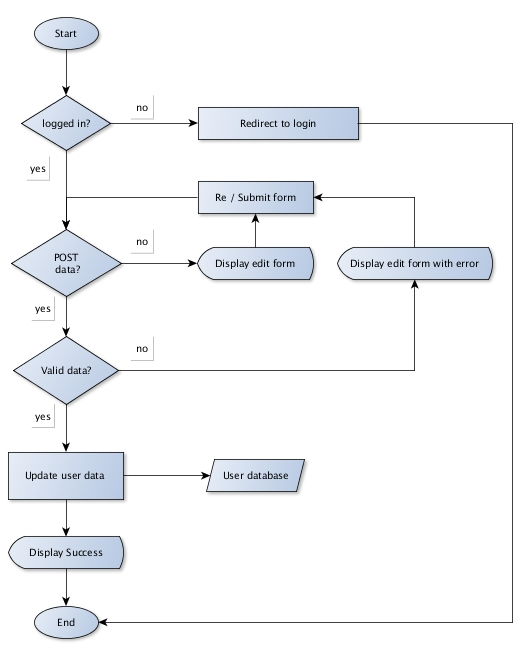 Start
logged in?
no
Redirect to login
yes
Re / Submit form
POST
data?
no
Display edit form
Display edit form with error
yes
Valid data?
no
yes
Update user data
User database
Display Success
End